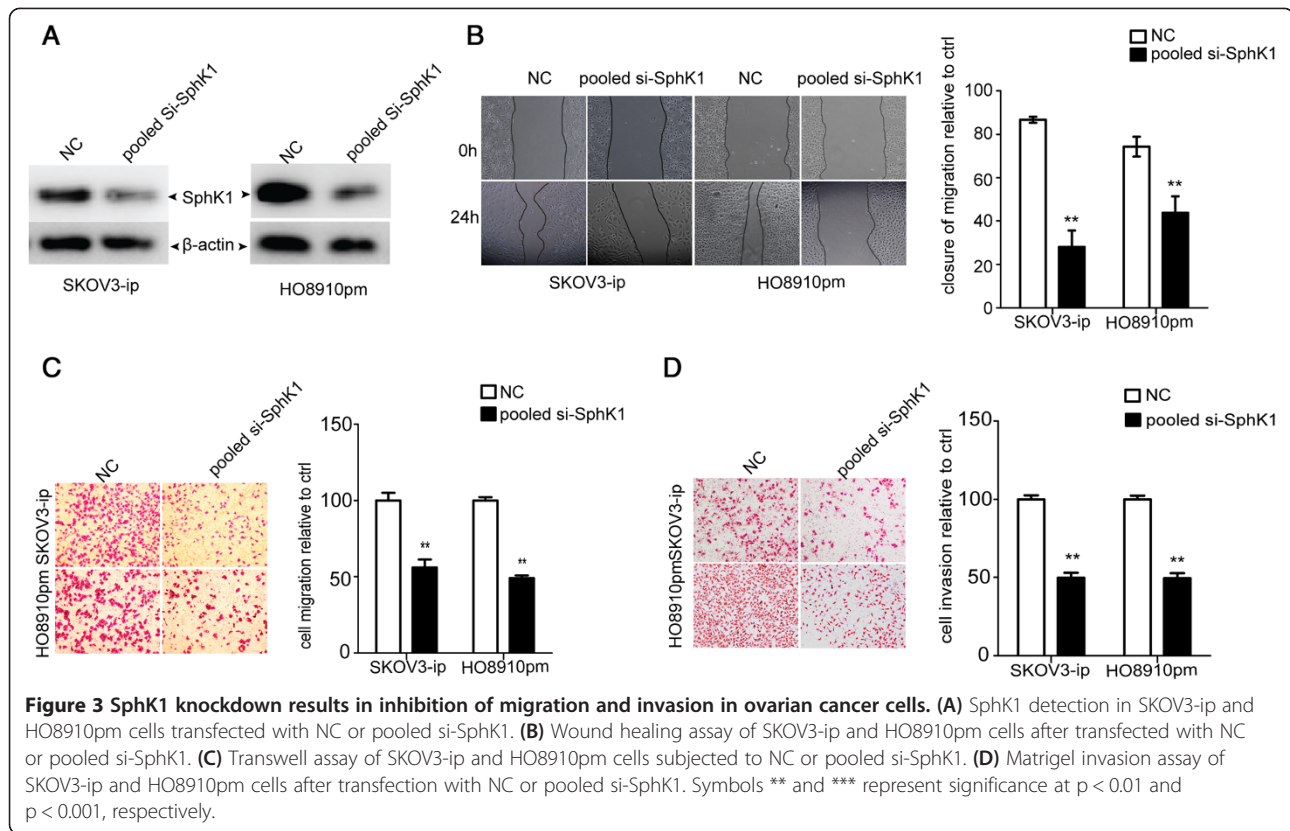 A
NC
pooled Si-SphK1
NC
pooled Si-SphK1
SphK1
β-actin
SKOV3-ip
HO8910pm
B
NC
pooled si-SphK1
NC
pooled si-SphK1
0h
24h
SKOV3-ip
HO8910pm
NC
pooled si-SphK1
closure of migration relative to ctrl
100
80
60
40
20
0
**
**
SKOV3-ip
HO8910pm
C
NC
pooled si-SphK1
SKOV3-ip
HO8910pm
NC
pooled si-SphK1
cell migration relative to ctrl
150
100
50
0
**
**
SKOV3-ip
HO8910pm
D
NC
pooled si-SphK1
SKOV3-ip
HO8910pm
NC
pooled si-SphK1
cell invasion relative to ctrl
150
100
50
0
**
**
SKOV3-ip
HO8910pm
Figure 3 SphK1 knockdown results in inhibition of migration and invasion in ovarian cancer cells. (A) SphK1 detection in SKOV3-ip and
HO8910pm cells transfected with NC or pooled si-SphK1. (B) Wound healing assay of SKOV3-ip and HO8910pm cells after transfected with NC
or pooled si-SphK1. (C) Transwell assay of SKOV3-ip and HO8910pm cells subjected to NC or pooled si-SphK1. (D) Matrigel invasion assay of
SKOV3-ip and HO8910pm cells after transfection with NC or pooled si-SphK1. Symbols ** and *** represent significance at p < 0.01 and
p < 0.001, respectively.